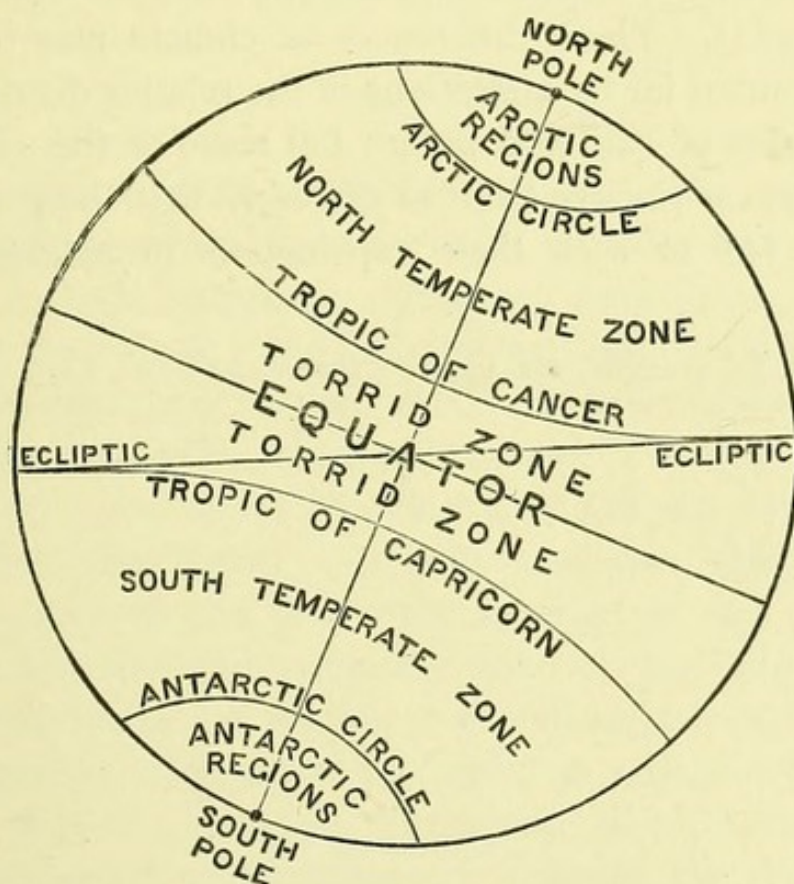 NORTH
POLE
ARCTIC
REGIONS
ARCTIC CIRCLE
NORTH TEMPERATE ZONE
TROPIC OF CANCER
TORRID ZONE
EQUATOR
ECLIPTIC
ECLIPTIC
TORRID ZONE
TROPIC OF CAPRICORN
SOUTH TEMPERATE ZONE
ANTARCTIC CIRCLE
ANTARCTIC
REGIONS
SOUTH
POLE